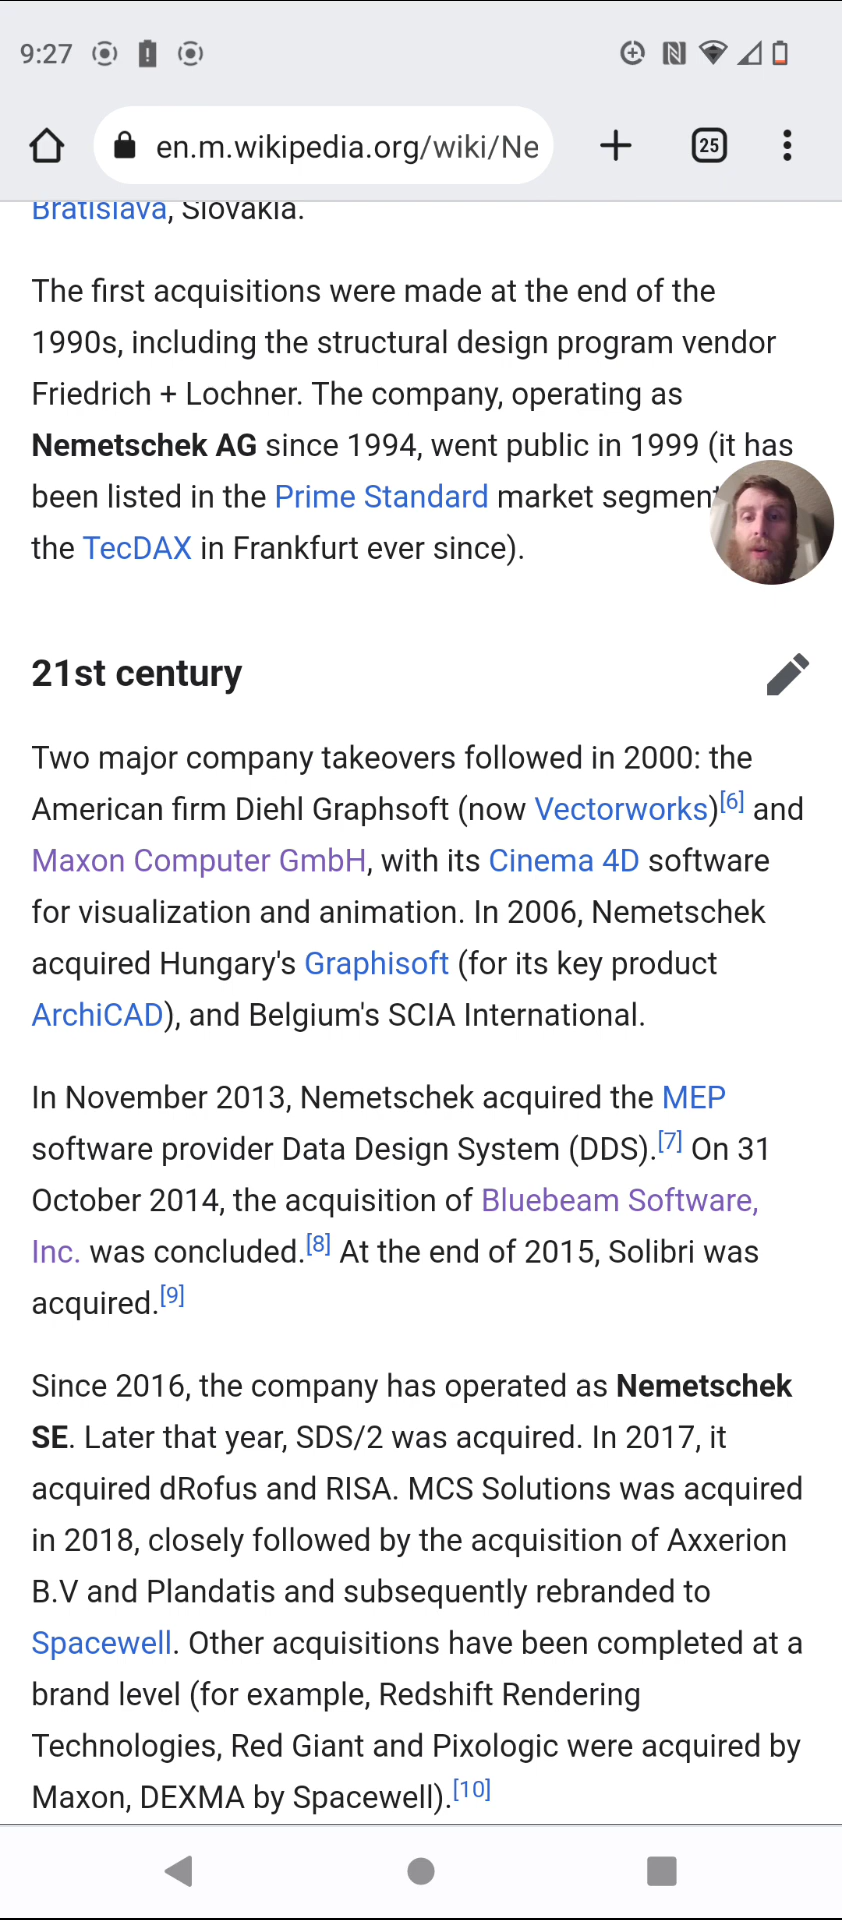 9:27
en.m.wikipedia.org/wiki/Ne
25
Bratislava, Slovakia.
The first acquisitions were made at the end of the
1990s, including the structural design program vendor
Friedrich + Lochner. The company, operating as
Nemetschek AG since 1994, went public in 1999 (it has
been listed in the Prime Standard market segment
the TecDAX in Frankfurt ever since).
21st century
Two major company takeovers followed in 2000: the
American firm Diehl Graphsoft (now Vectorworks)[6] and
Maxon Computer GmbH, with its Cinema 4D software
for visualization and animation. In 2006, Nemetschek
acquired Hungary's Graphisoft (for its key product
ArchiCAD), and Belgium's SCIA International.
In November 2013, Nemetschek acquired the MEP
software provider Data Design System (DDS).[7] On 31
October 2014, the acquisition of Bluebeam Software,
Inc. was concluded.[8] At the end of 2015, Solibri was
acquired.[9]
Since 2016, the company has operated as Nemetschek
SE. Later that year, SDS/2 was acquired. In 2017, it
acquired dRofus and RISA. MCS Solutions was acquired
in 2018, closely followed by the acquisition of Axxerion
B.V and Plandatis and subsequently rebranded to
Spacewell. Other acquisitions have been completed at a
brand level (for example, Redshift Rendering
Technologies, Red Giant and Pixologic were acquired by
Maxon, DEXMA by Spacewell).[10]